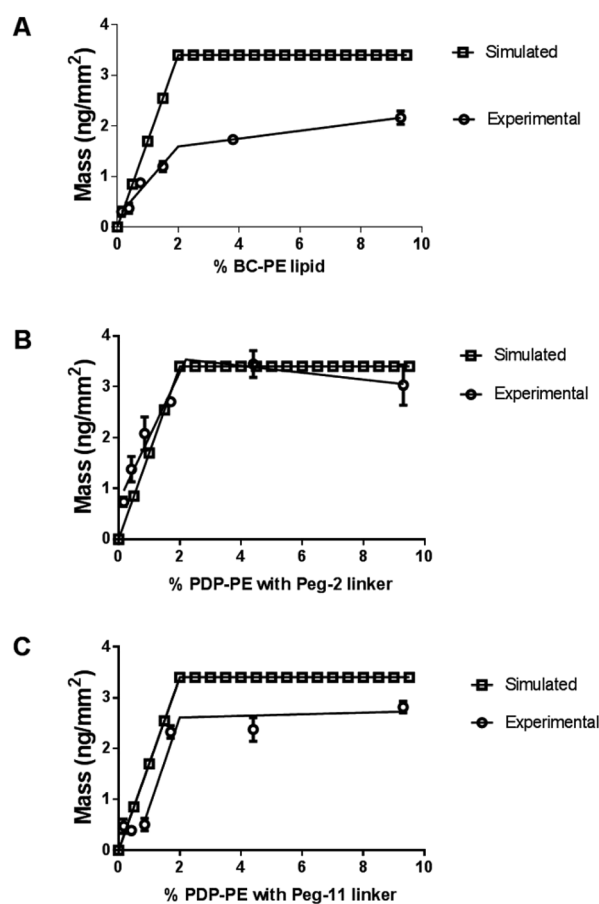 A
4
3
2
1
0
Mass (ng/mm²)
0 2 4 6 8 10
% BC-PE lipid
Simulated
Experimental
B
4
3
2
1
0
Mass (ng/mm²)
0 2 4 6 8 10
% PDP-PE with Peg-2 linker
Simulated
Experimental
C
4
3
2
1
0
Mass (ng/mm²)
0 2 4 6 8 10
% PDP-PE with Peg-11 linker
Simulated
Experimental